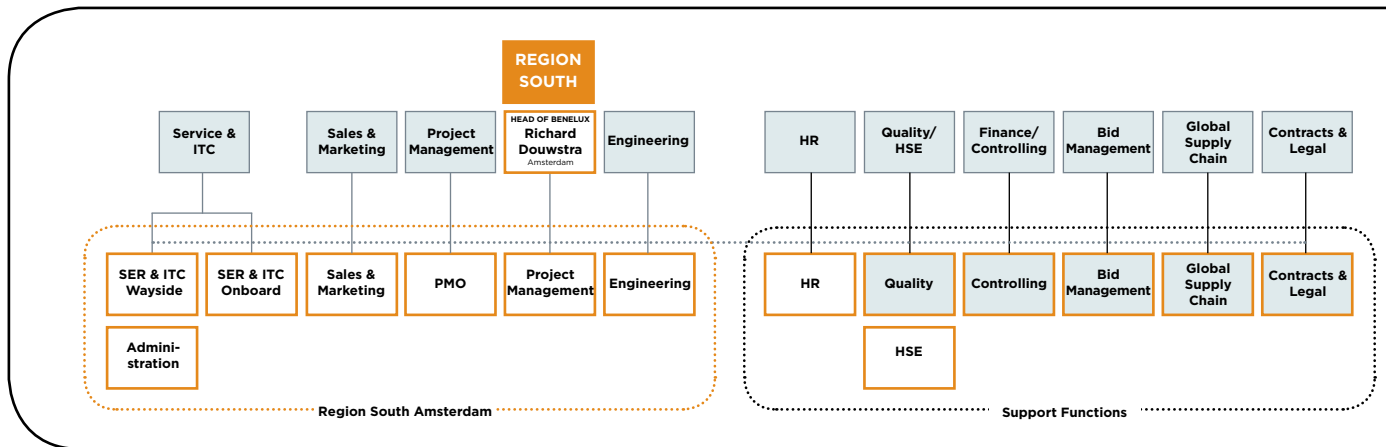 REGION
SOUTH
Service &
ITC
Sales &
Marketing
Project
Management
HEAD OF BENELUX
Richard
Douwstra
Amsterdam
Engineering
HR
Quality/
HSE
Finance/
Controlling
Bid
Management
Global
Supply
Chain
Contracts &
Legal
SER & ITC
Wayside
SER & ITC
Onboard
Sales &
Marketing
PMO
Project
Management
Engineering
HR
Quality
Controlling
Bid
Management
Global
Supply
Chain
Contracts &
Legal
Admini-
stration
HSE
Region South Amsterdam
Support Functions